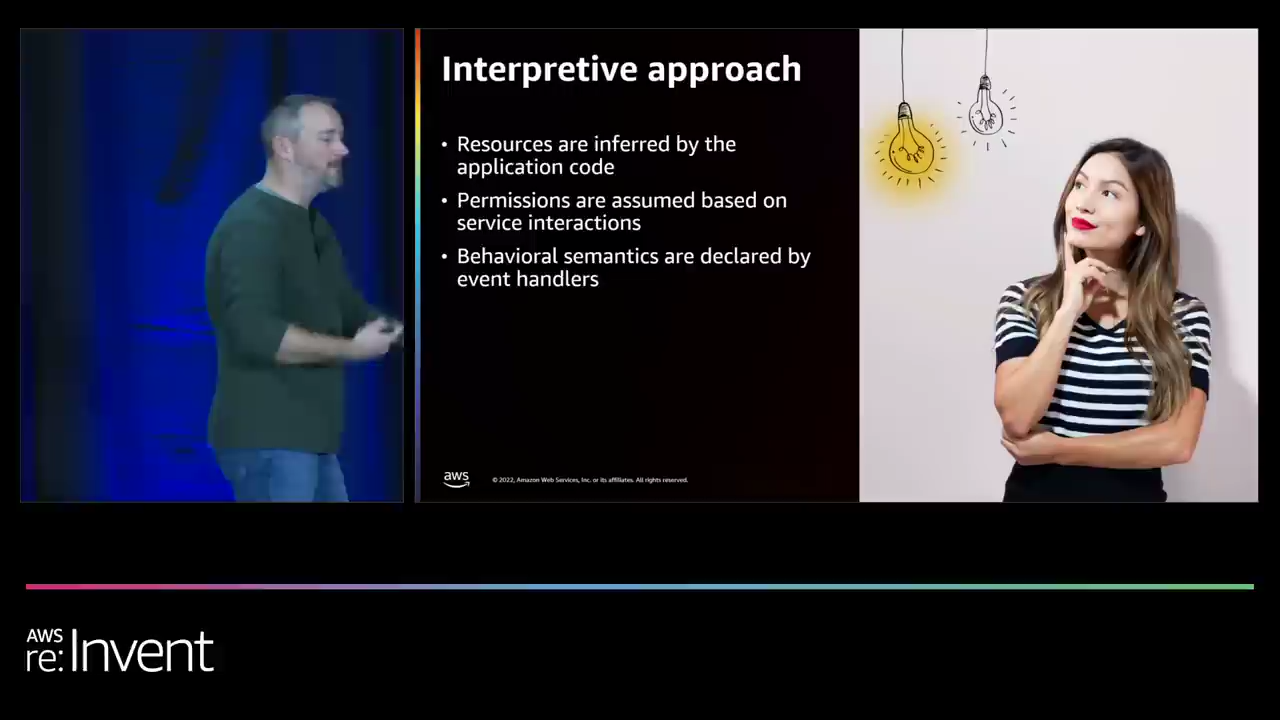 Interpretive approach
• Resources are inferred by the
application code
• Permissions are assumed based on
service interactions
• Behavioral semantics are declared by
event handlers
aws
© 2022, Amazon Web Services, Inc. or its affiliates. All rights reserved.
AWS
re:Invent